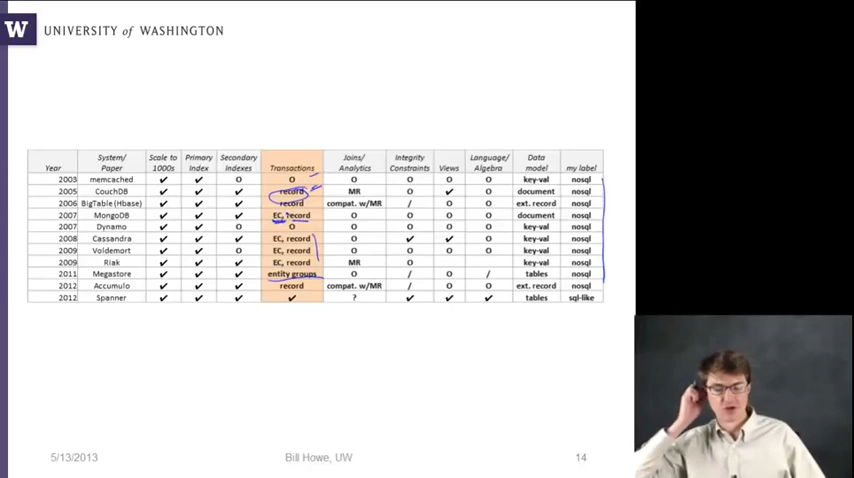 W UNIVERSITY of WASHINGTON
Year System/Paper Scale to 1000s Primary Index Secondary Indexes Transactions Joins/Analytics Integrity Constraints Views Language/Algebra Data model my label
2003 memcached ✔ ✔ O O O O O O key-val nosql
2005 CouchDB ✔ ✔ ✔ record MR O ✔ O document nosql
2006 BigTable (Hbase) ✔ ✔ ✔ record compat. w/MR / O O ext. record nosql
2007 MongoDB ✔ ✔ ✔ EC, record O O O O document nosql
2007 Dynamo ✔ ✔ O O O O O O key-val nosql
2008 Cassandra ✔ ✔ ✔ EC, record O ✔ ✔ O key-val nosql
2009 Voldemort ✔ ✔ O EC, record O O O O key-val nosql
2009 Riak ✔ ✔ ✔ EC, record MR O key-val nosql
2011 Megastore ✔ ✔ ✔ entity groups O / O / tables nosql
2012 Accumulo ✔ ✔ ✔ record compat. w/MR / O O ext. record nosql
2012 Spanner ✔ ✔ ✔ ✔ ? ✔ ✔ ✔ tables sql-like
5/13/2013 Bill Howe, UW 14